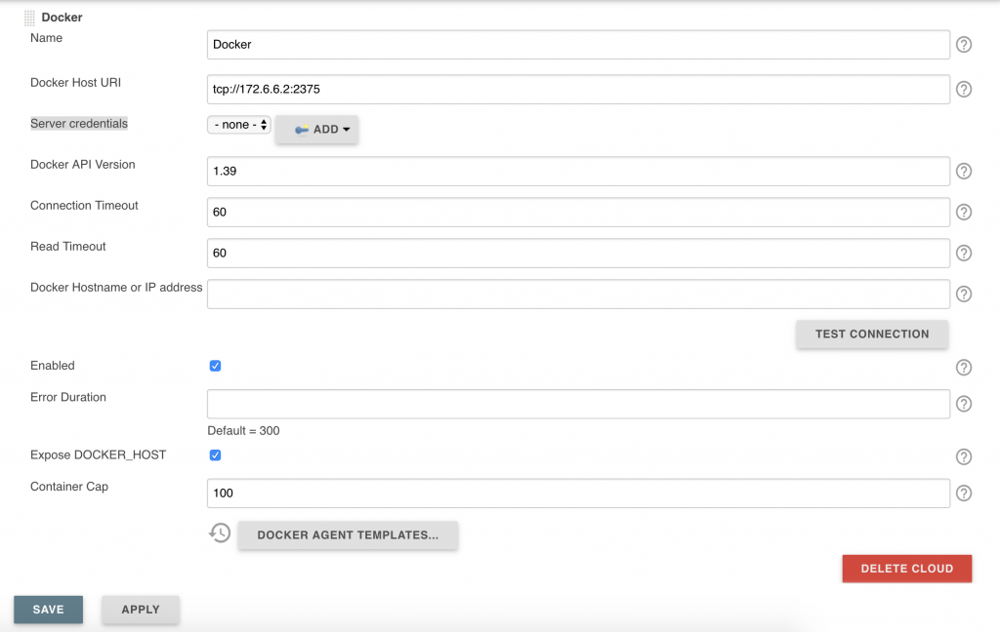 Docker
Name
Docker
Docker Host URI
tcp://172.6.6.2:2375
Server credentials
- none -
ADD
Docker API Version
1.39
Connection Timeout
60
Read Timeout
60
Docker Hostname or IP address
TEST CONNECTION
Enabled
Error Duration
Default = 300
Expose DOCKER_HOST
Container Cap
100
DOCKER AGENT TEMPLATES...
DELETE CLOUD
SAVE
APPLY